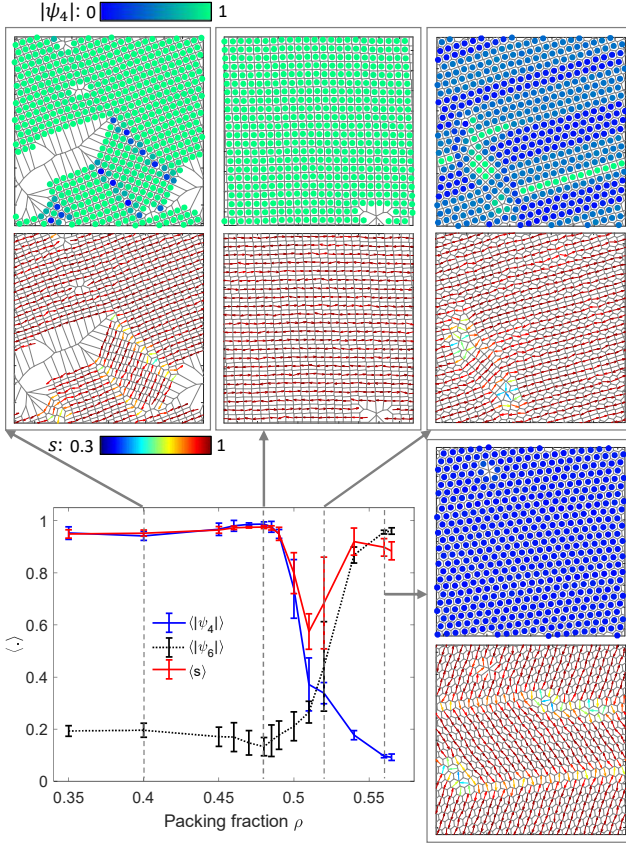 |ψ₄|: 0 1
s: 0.3 1
1
0.8
0.6
0.4
0.2
0
⟨·⟩
⟨|ψ₄|⟩
⟨|ψ₆|⟩
⟨s⟩
0.35 0.4 0.45 0.5 0.55
Packing fraction ρ